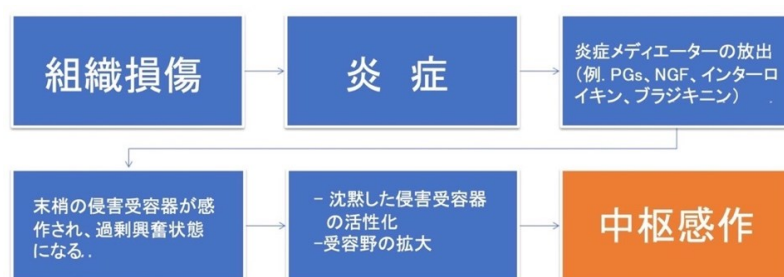 組織損傷
炎 症
炎症メディエーターの放出
(例. PGs、NGF、インターロ
イキン、ブラジキニン) .
末梢の侵害受容器が感
作され、過剰興奮状態
になる. .
– 沈黙した侵害受容器
の活性化
–受容野の拡大
中枢感作